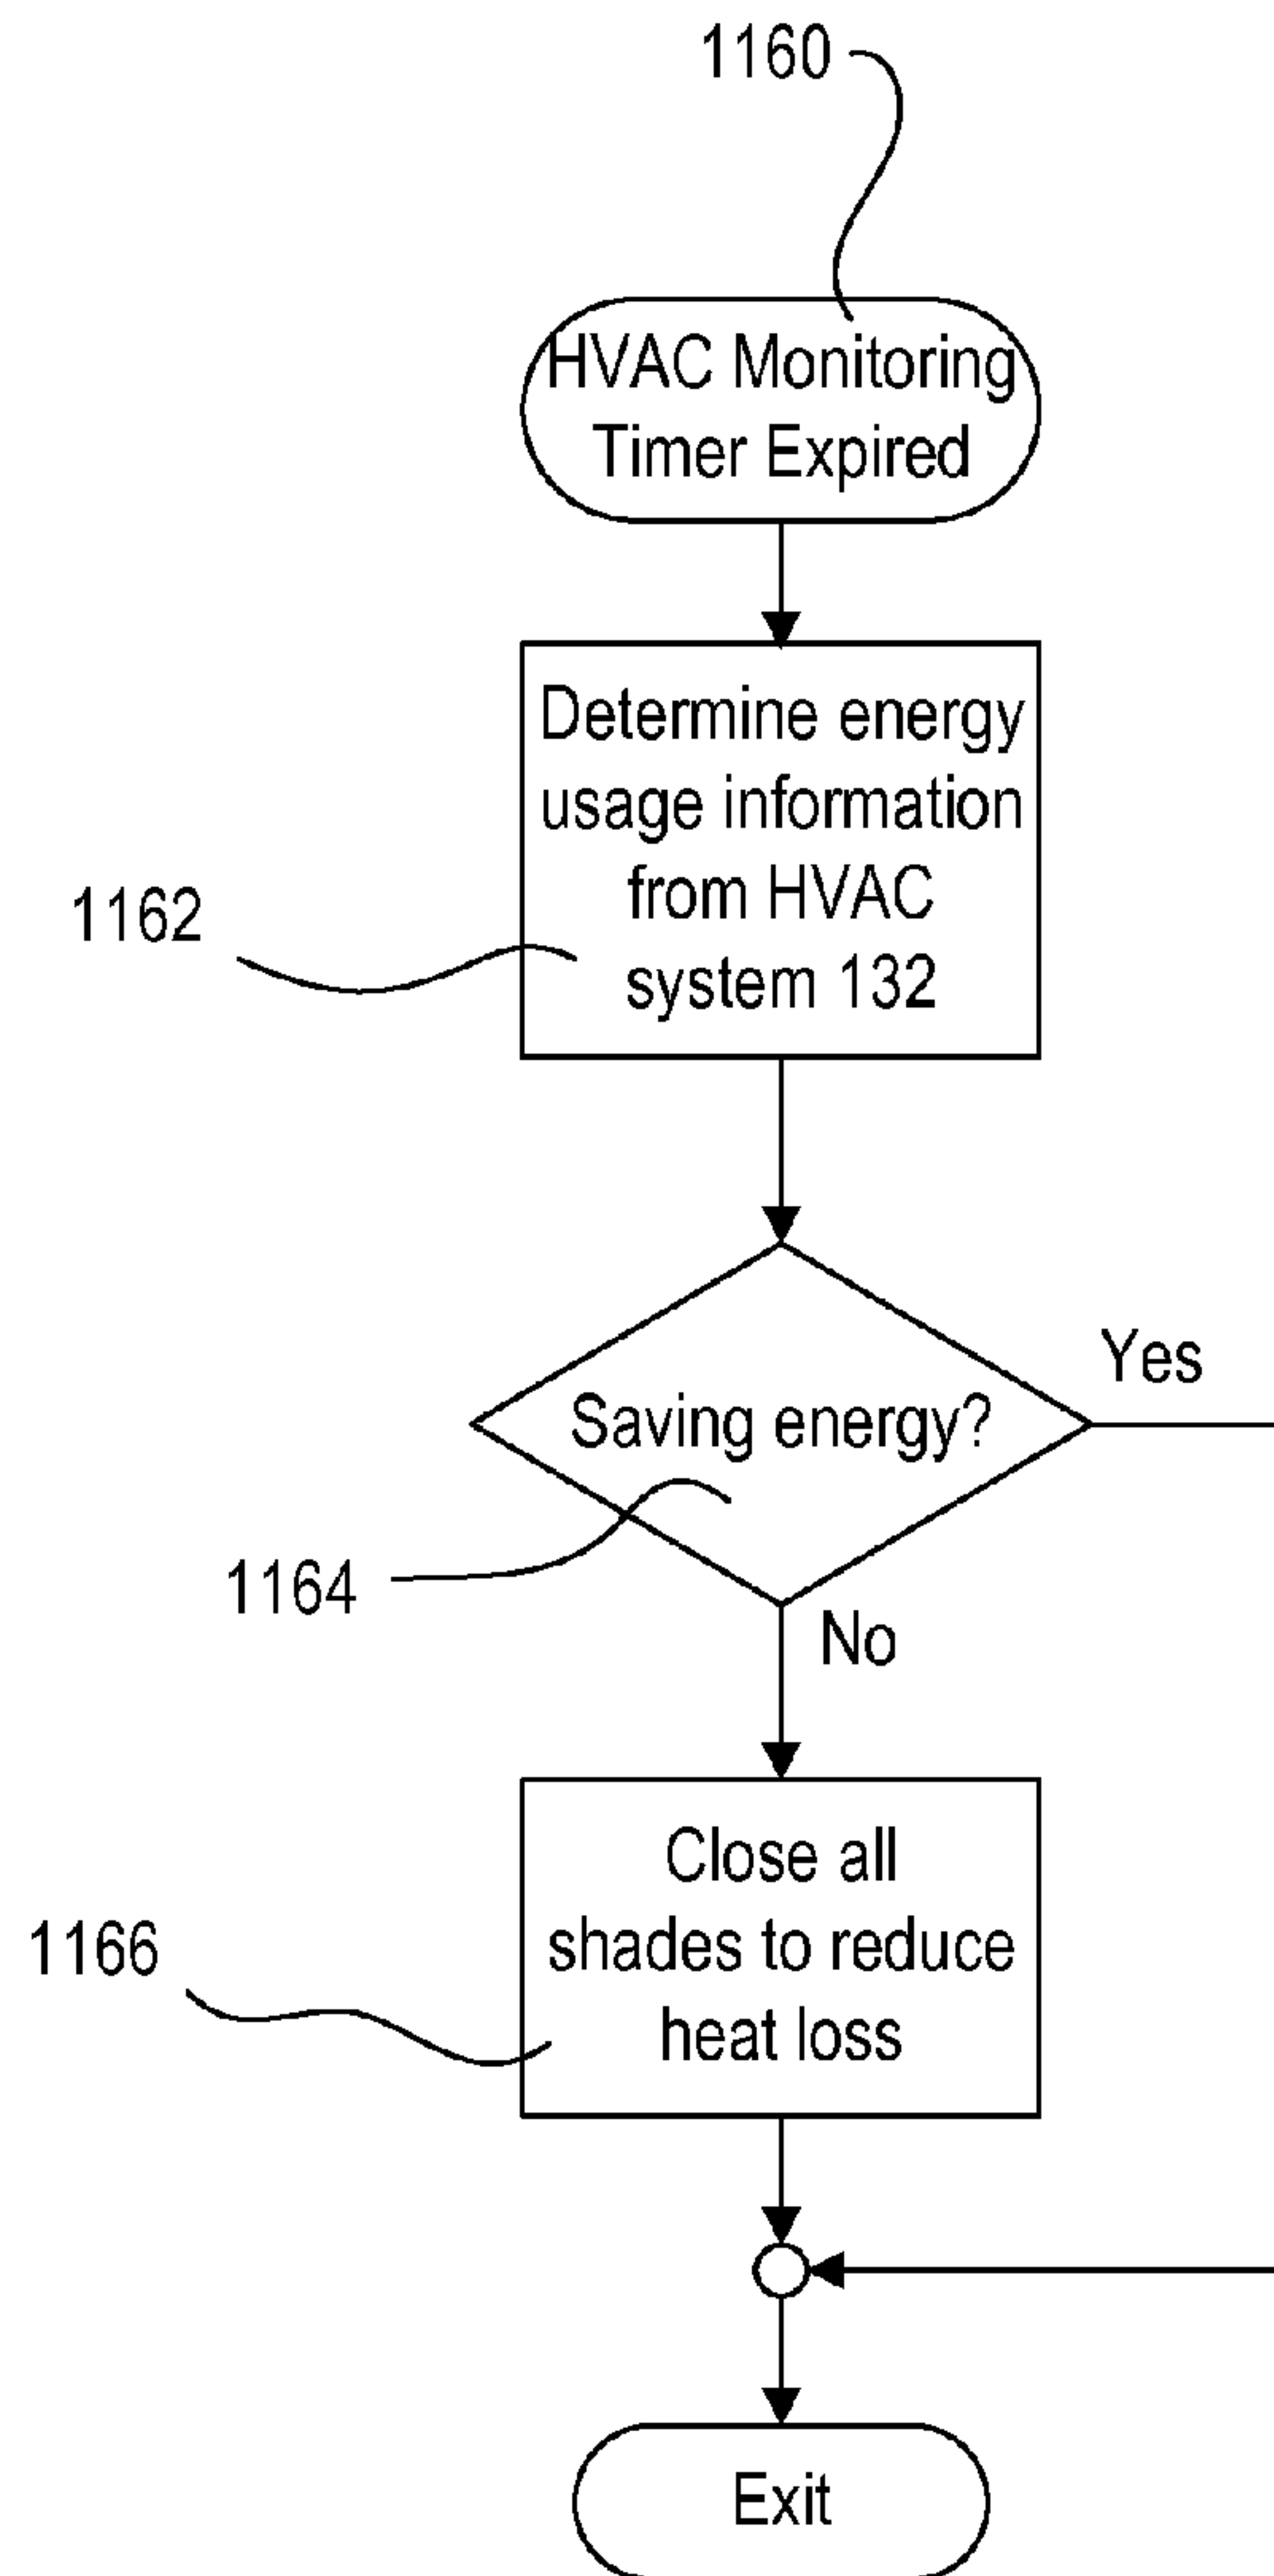 1160
HVAC Monitoring
Timer Expired
Determine energy
usage information
from HVAC
system 132
1162
Saving energy?
Yes
1164
No
Close all
shades to reduce
heat loss
1166
Exit